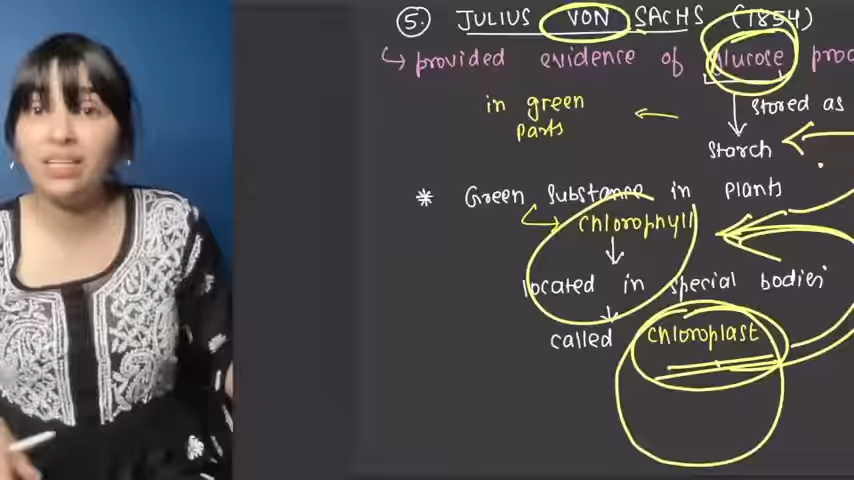 5. JULIUS VON SACHS (1854)
↳ provided evidence of glucose
stored as
in green ←
parts
Starch
* Green Substance in Plants
↳ chlorophyll
located in special bodies
called chloroplast